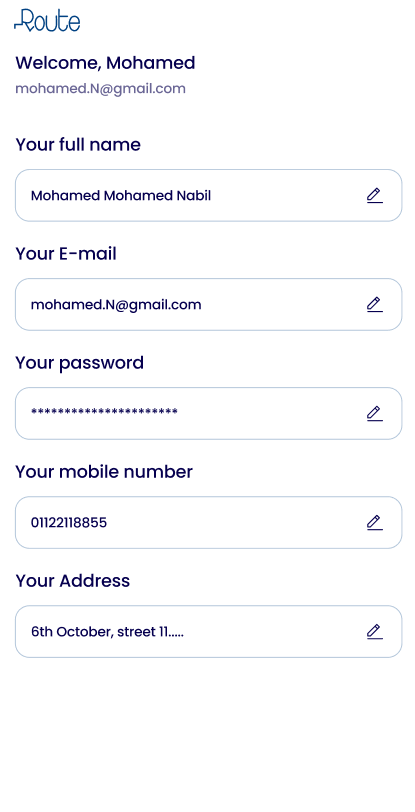 Route
Welcome, Mohamed
mohamed.N@gmail.com
Your full name
Mohamed Mohamed Nabil
Your E-mail
mohamed.N@gmail.com
Your password
**********************
Your mobile number
01122118855
Your Address
6th October, street 11.....